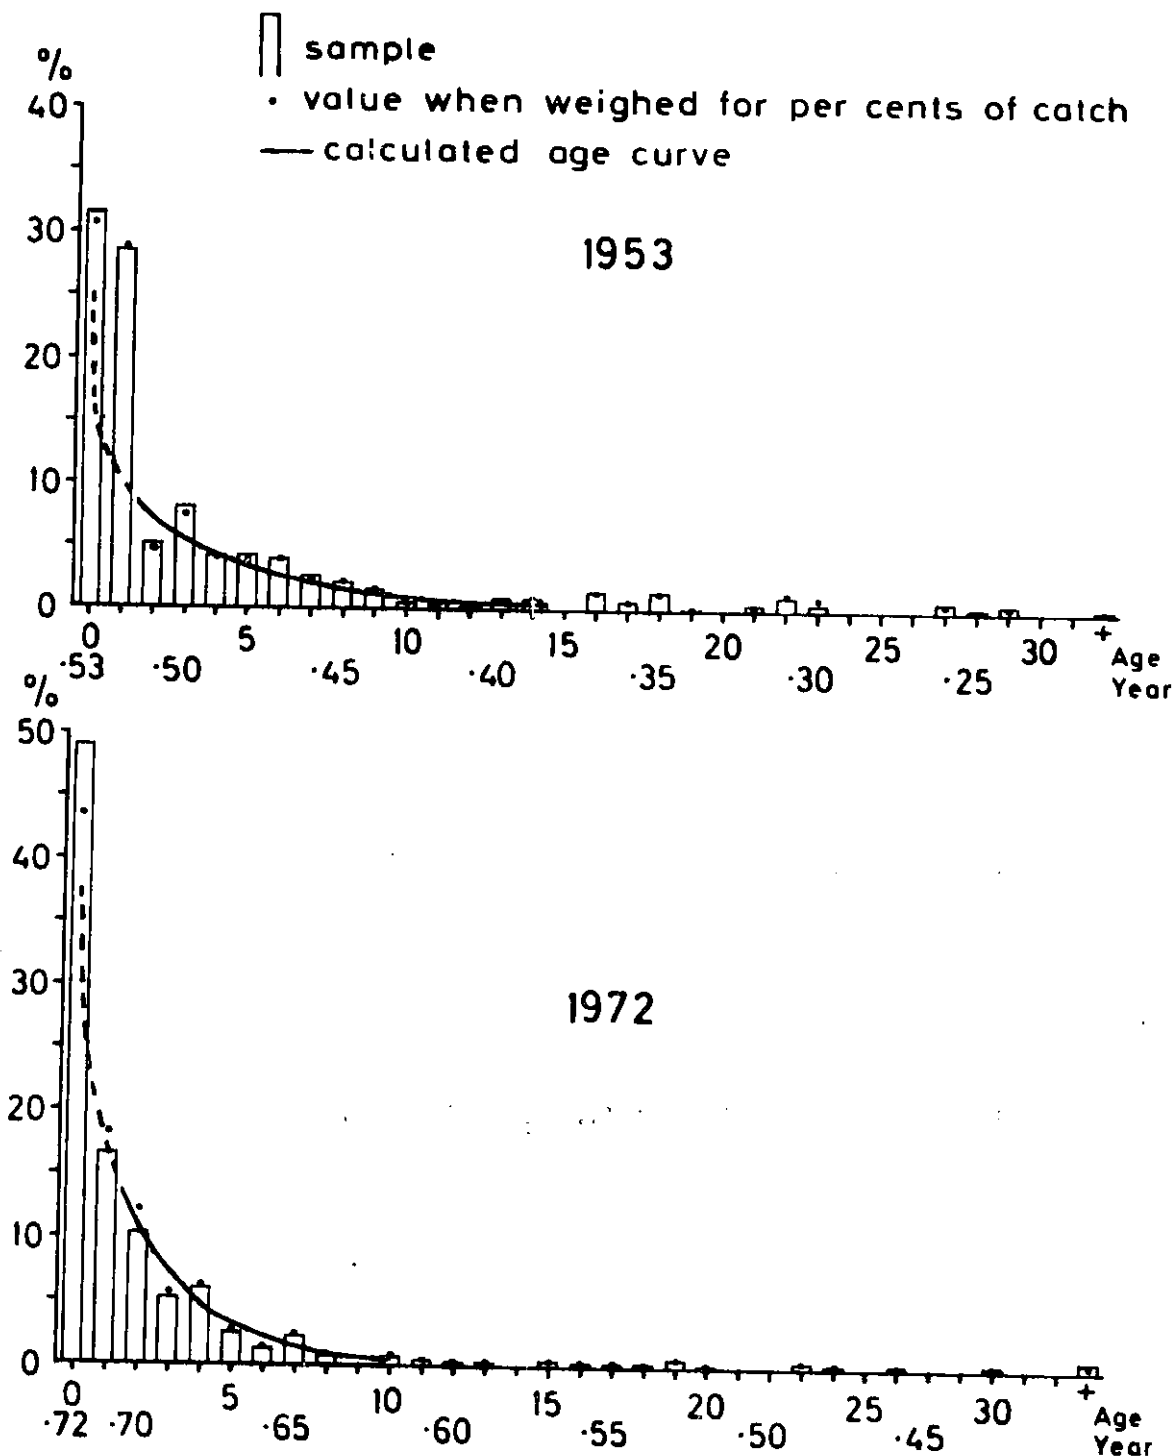 sample
%
· value when weighed for per cents of catch
40
— calculated age curve
30
1953
20
10
0
0 5 10 15 20 25 30 + Age
·53 ·50 ·45 ·40 ·35 ·30 ·25 Year
%
50
40
30
1972
20
10
0
0 5 10 15 20 25 30 + Age
·72 ·70 ·65 ·60 ·55 ·50 ·45 Year